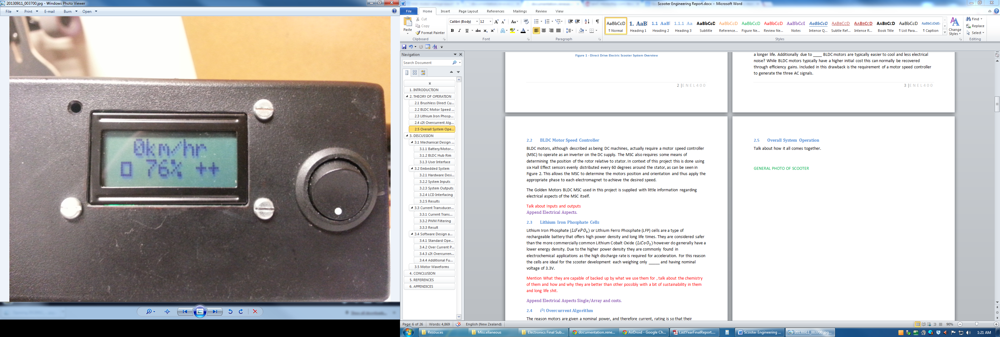 20130911_003700.jpg - Windows Photo Viewer
File Print E-mail Burn Open
0km/hr
76% ++
Scooter Engineering Report.docx - Microsoft Word
File Home Insert Page Layout References Mailings Review View
Paste
Cut
Copy
Format Painter
Clipboard
Calibri (Body) 12
Font
Paragraph
AaBbCcD AaBbCcD AaBbCcD AaBbCcD
¶ Normal Heading 1 Heading 2 Heading 3 Subtitle Reference... Figure Ne... Review Ne... Notes Intense Q... Subtle Ref... Intense R... Book Title ¶ List Para... ¶ Caption
Styles
Change Styles
Find
Replace
Select
Editing
Navigation
Search Document
1. INTRODUCTION
2. THEORY OF OPERATION
2.1 Brushless Direct Cu...
2.2 BLDC Motor Speed ...
2.3 Lithium Iron Phosp...
2.4 i2t Overcurrent Alg...
2.5 Overall System Ope...
3. DISCUSSION
3.1 Mechanical Design ...
3.1.1 Battery/Motor...
3.1.2 BLDC Hub Rim
3.1.3 User Interface
3.2 Embedded System
3.2.1 Hardware Desi...
3.2.2 System Inputs
3.2.3 System Outputs
3.2.4 LCD Interfacing
3.2.5 Results
3.3 Current Transducer...
3.3.1 Current Trans...
3.3.2 PWM Filtering
3.3.3 Result
3.4 Software Design a...
3.4.1 Standard Ope...
3.4.2 Over Current P...
3.4.3 i2t Overcurren...
3.4.4 Additional Fu...
3.5 Motor Waveforms
4. CONCLUSION
5. REFERENCES
6. APPENDICES
Figure 1 - Direct Drive Electric Scooter System Overview
2 | E N E L 4 0 0
a longer life. Additionally due to ____ BLDC motors are typically easier to cool and less electrical
noise? While BLDC motors typically have a higher initial cost this can normally be recovered
through efficiency gains. Included in this drawback is the requirement of a motor speed controller
to generate the three AC signals.
3 | E N E L 4 0 0
2.2 BLDC Motor Speed Controller
BLDC motors, although described as being DC machines, actually require a motor speed controller
(MSC) to operate as an inverter on the DC supply. The MSC also requires some means of
determining the position of the rotor relative to stator. In context of this project this is done using
six Hall Effect sensors evenly distributed every 60 degrees around the stator, as can be seen in
Figure 2. This allows the MSC to determine the motors position and orientation and thus apply the
appropriate phase to each electromagnet to achieve the desired speed.
The Golden Motors BLDC MSC used in this project is supplied with little information regarding
electrical aspects of the MSC itself.
Talk about Inputs and outputs
Append Electrical Aspects.
2.3 Lithium Iron Phosphate Cells
Lithium Iron Phosphate (LiFePO₃) or Lithium Ferro Phosphate (LFP) cells are a type of
rechargeable battery that offers high power density and long life times. They are considered safer
than the more commercially common Lithium Cobalt Oxide (LiCoO₂) however do generally have a
lower energy density. Due to the higher power density they are commonly found in
electrochemical applications as the high discharge rate is required for acceleration. For this reason
the cells are ideal for the scooter development each weighing only _____ and having nominal
voltage of 3.3V.
Mention What they are capable of backed up by what we use them for , talk about the chemistry
of them and how and why they are better than other possibly with a bit of sustainability in them
and long life shit.
Append Electrical Aspects Single/Array and costs.
2.4 i²t Overcurrent Algorithm
The reason motors are given a nominal power, and therefore current, rating is so that their
2.5 Overall System Operation
Talk about how it all comes together.
GENERAL PHOTO OF SCOOTER
Page: 6 of 26 Words: 4,869 English (New Zealand) 90%
Resouces Miscellaneous Electronics Final Sub... documentation.rene... AirDroid - Google Ch... LastYearFinalReport.... Scooter Engineering ... 20130911_003700.jpg... 1:21 AM